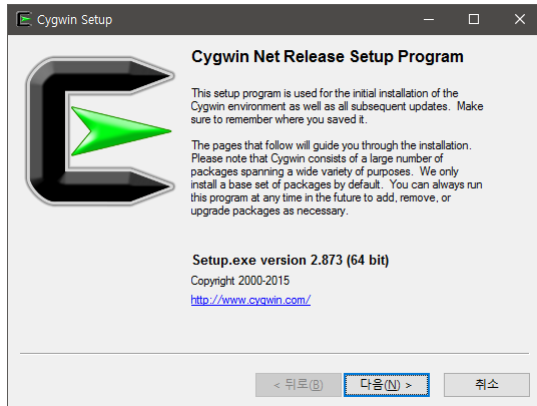 Cygwin Setup
Cygwin Net Release Setup Program
This setup program is used for the initial installation of the
Cygwin environment as well as all subsequent updates. Make
sure to remember where you saved it.
The pages that follow will guide you through the installation.
Please note that Cygwin consists of a large number of
packages spanning a wide variety of purposes. We only
install a base set of packages by default. You can always run
this program at any time in the future to add, remove, or
upgrade packages as necessary.
Setup.exe version 2.873 (64 bit)
Copyright 2000-2015
http://www.cygwin.com/
< 뒤로(B) 다음(N) > 취소